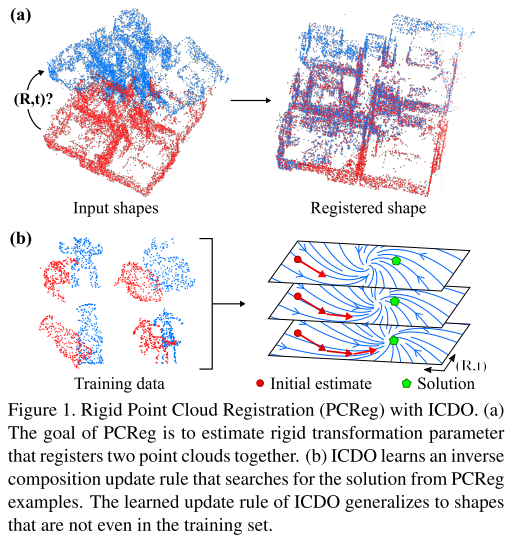 (a)
(R,t)?
Input shapes
Registered shape
(b)
(R,t)
Training data
Initial estimate
Solution
Figure 1. Rigid Point Cloud Registration (PCReg) with ICDO. (a)
The goal of PCReg is to estimate rigid transformation parameter
that registers two point clouds together. (b) ICDO learns an inverse
composition update rule that searches for the solution from PCReg
examples. The learned update rule of ICDO generalizes to shapes
that are not even in the training set.